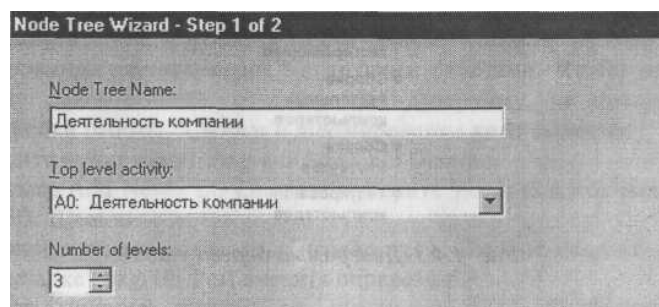 Node Tree Wizard - Step 1 of 2
Node Tree Name:
Деятельность компании
Top level activity:
A0: Деятельность компании
Number of levels:
3